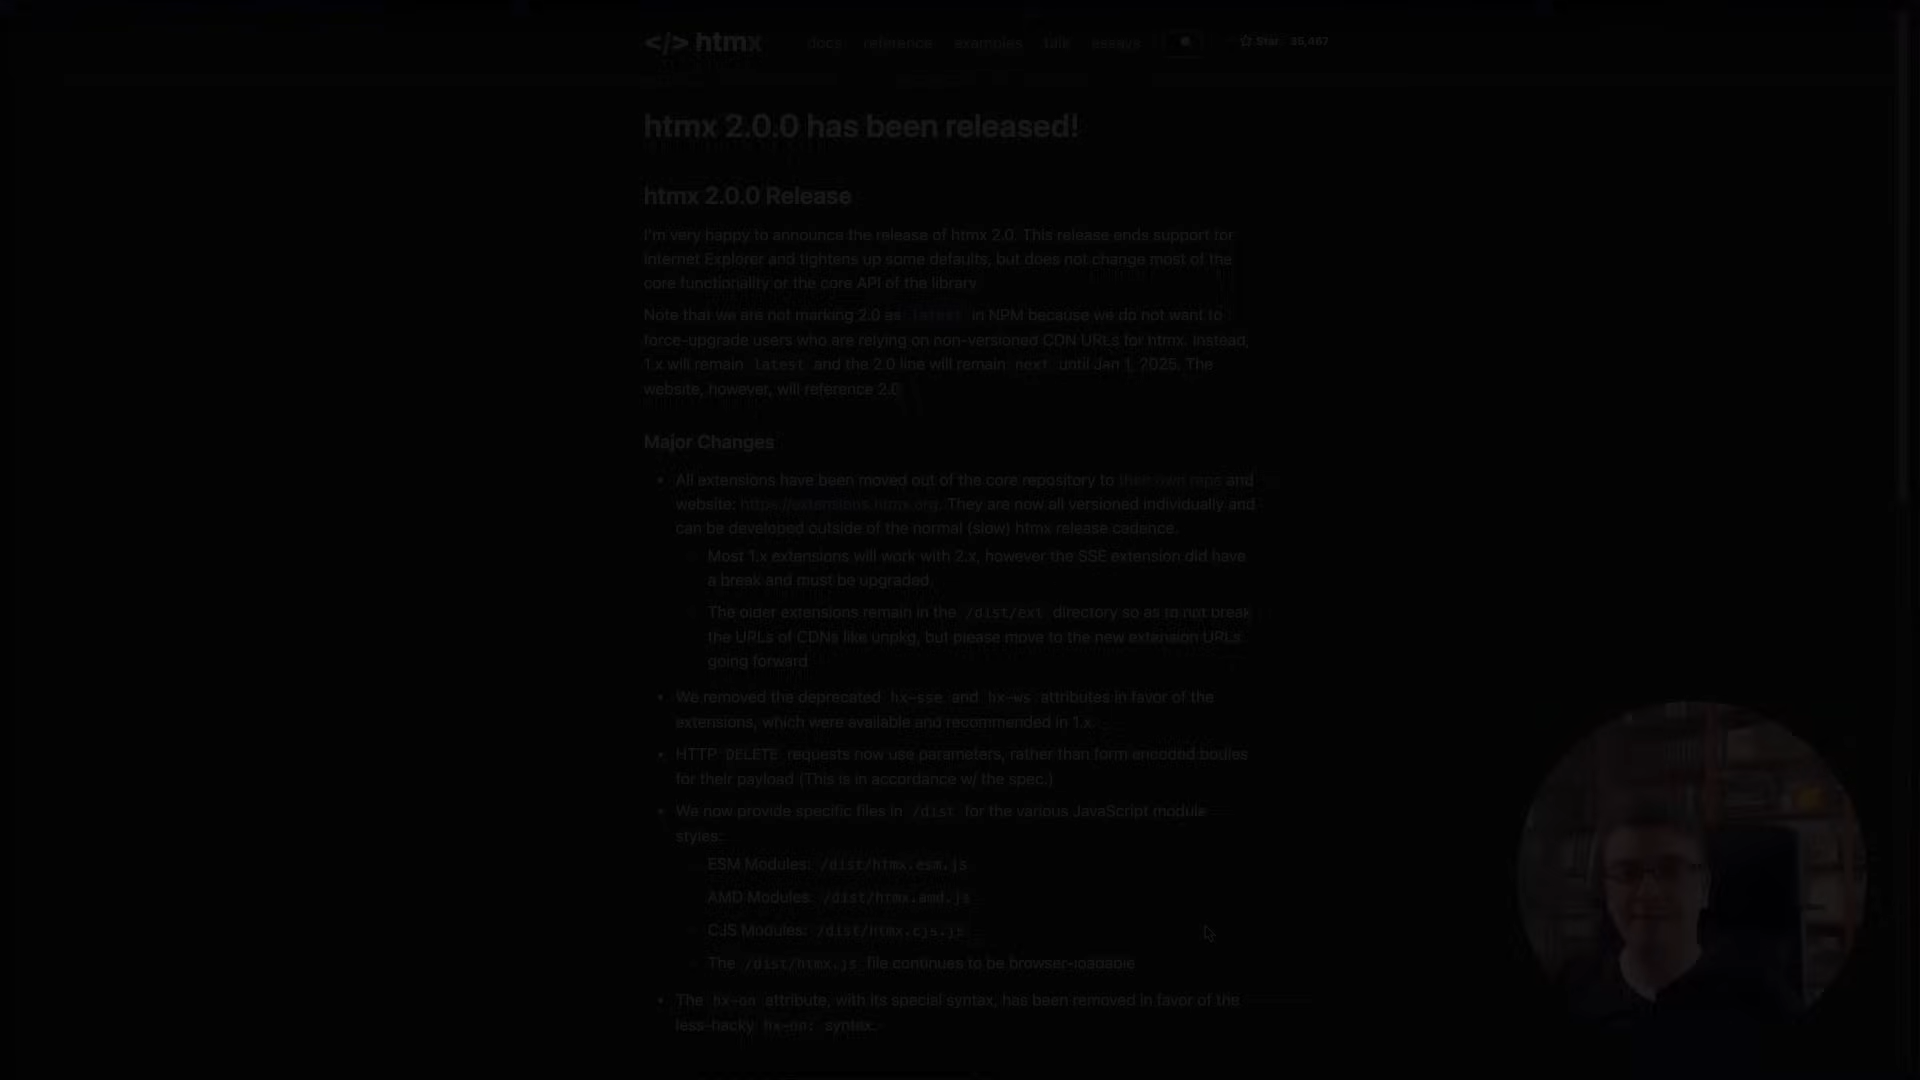 </> htmx docs reference examples talk essays Star 35,467
htmx 2.0.0 has been released!
htmx 2.0.0 Release
I'm very happy to announce the release of htmx 2.0. This release ends support for
Internet Explorer and tightens up some defaults, but does not change most of the
core functionality or the core API of the library.
Note that we are not marking 2.0 as latest in NPM because we do not want to
force-upgrade users who are relying on non-versioned CDN URLs for htmx. Instead,
1.x will remain latest and the 2.0 line will remain next until Jan 1, 2025. The
website, however, will reference 2.0.
Major Changes
• All extensions have been moved out of the core repository to their own repo and
website: https://extensions.htmx.org. They are now all versioned individually and
can be developed outside of the normal (slow) htmx release cadence.
Most 1.x extensions will work with 2.x, however the SSE extension did have
a break and must be upgraded.
The older extensions remain in the /dist/ext directory so as to not break
the URLs of CDNs like unpkg, but please move to the new extension URLs
going forward
• We removed the deprecated hx-sse and hx-ws attributes in favor of the
extensions, which were available and recommended in 1.x.
• HTTP DELETE requests now use parameters, rather than form encoded bodies
for their payload (This is in accordance w/ the spec.)
• We now provide specific files in /dist for the various JavaScript module
styles:
ESM Modules: /dist/htmx.esm.js
AMD Modules: /dist/htmx.amd.js
CJS Modules: /dist/htmx.cjs.js
The /dist/htmx.js file continues to be browser-loadable
• The hx-on attribute, with its special syntax, has been removed in favor of the
less-hacky hx-on: syntax.